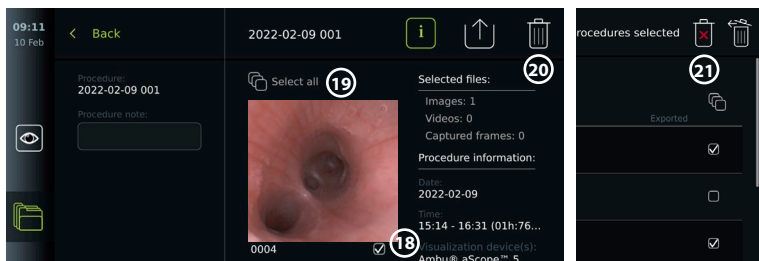 09:11
10 Feb
Back
2022-02-09 001
i
Procedure:
2022-02-09 001
Procedure note:
Select all
19
0004
18
20
Selected files:
Images: 1
Videos: 0
Captured frames: 0
Procedure information:
Date:
2022-02-09
Time:
15:14 - 16:31 (01h:76...
Visualization device(s):
Ambu® aScope™ 5
rocedures selected
21
Exported